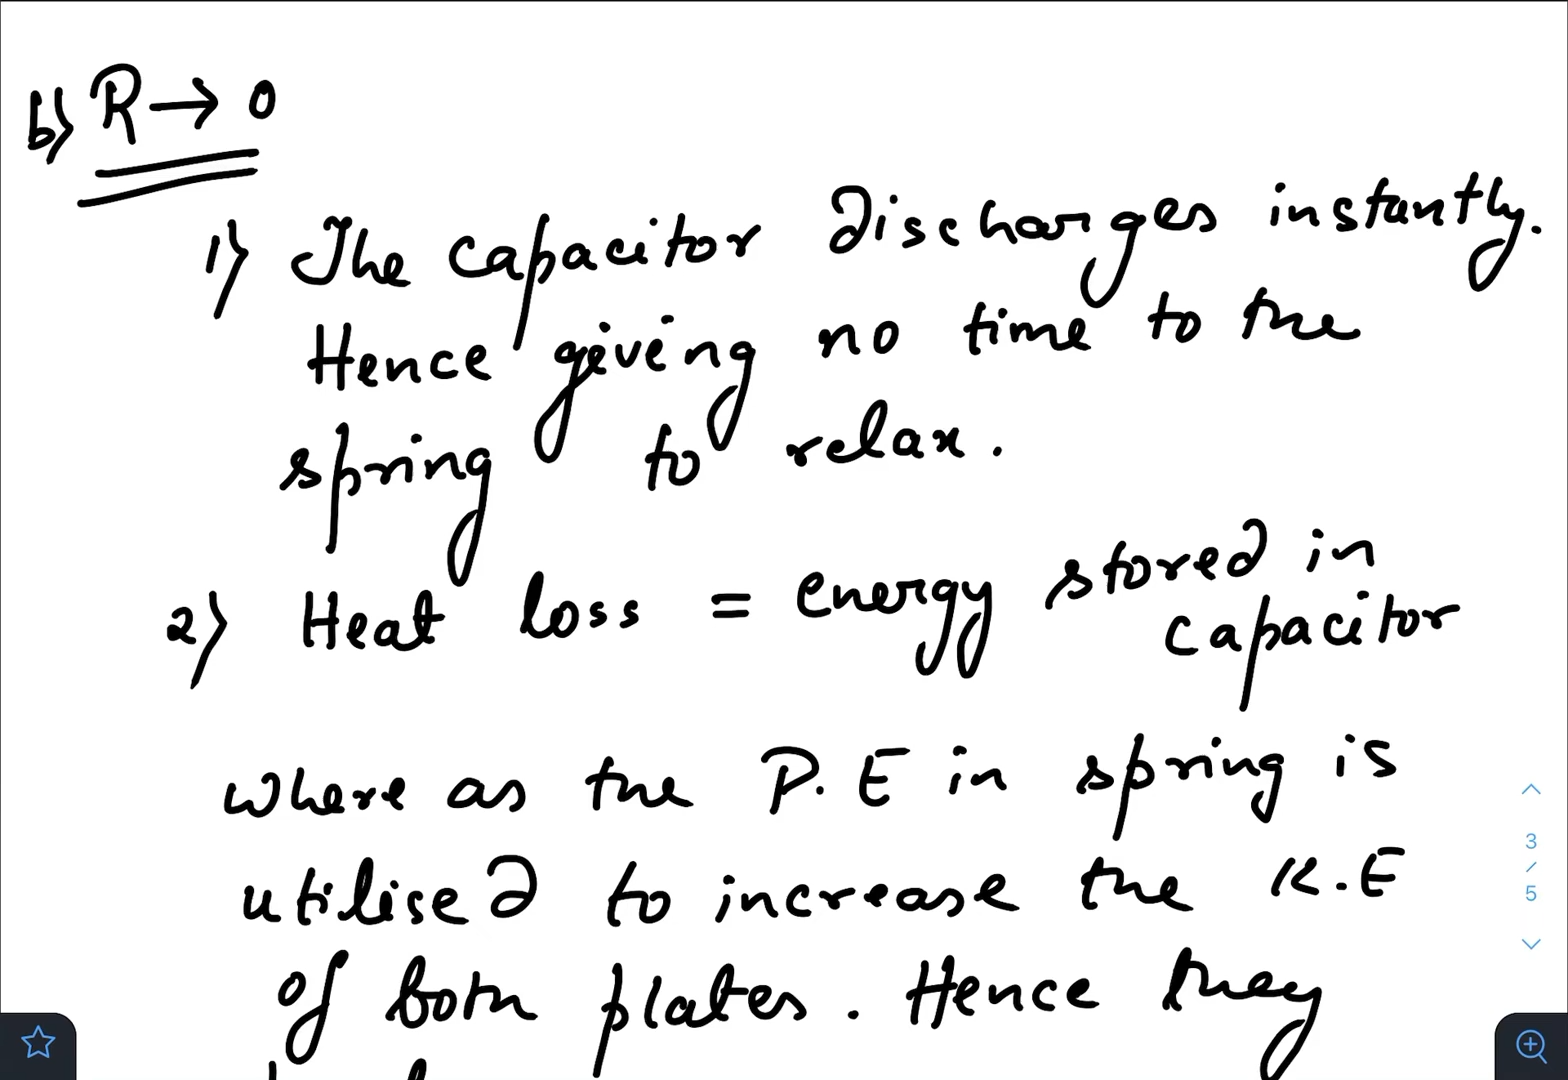 b) R → 0
1) The capacitor discharges instantly.
Hence giving no time to the
spring to relax.
2) Heat loss = energy stored in
capacitor
where as the P.E in spring is
utilised to increase the K.E
of both plates. Hence they
3
/
5